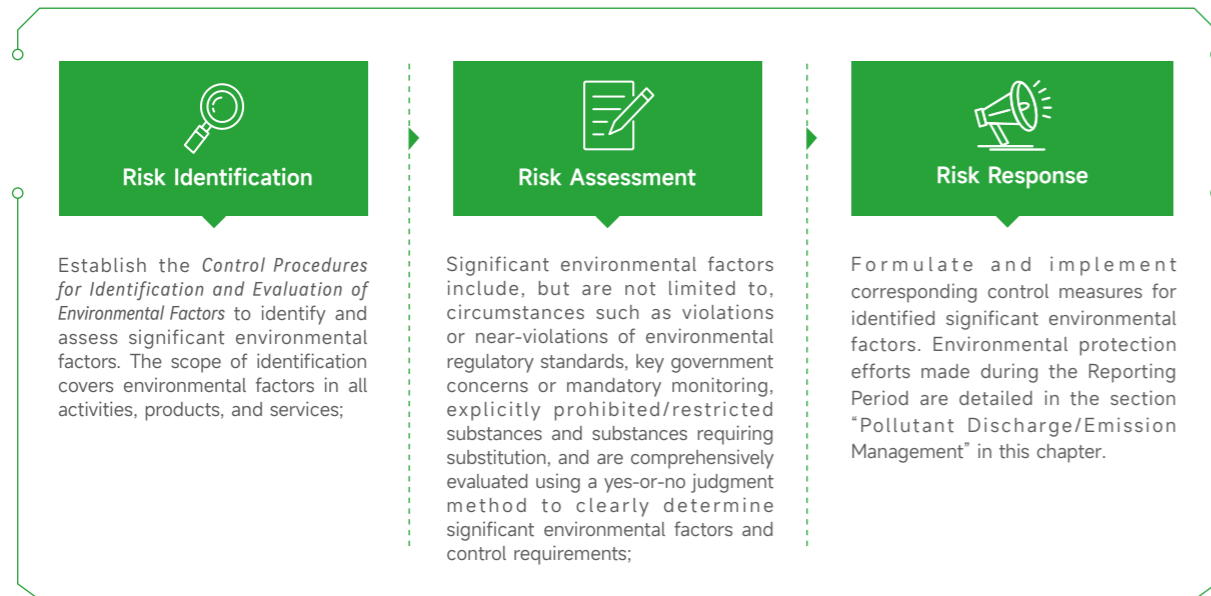 Risk Identification
Establish the Control Procedures
for Identification and Evaluation of
Environmental Factors to identify and
assess significant environmental
factors. The scope of identification
covers environmental factors in all
activities, products, and services;
Risk Assessment
Significant environmental factors
include, but are not limited to,
circumstances such as violations
or near-violations of environmental
regulatory standards, key government
concerns or mandatory monitoring,
explicitly prohibited/restricted
substances and substances requiring
substitution, and are comprehensively
evaluated using a yes-or-no judgment
method to clearly determine
significant environmental factors and
control requirements;
Risk Response
Formulate and implement
corresponding control measures for
identified significant environmental
factors. Environmental protection
efforts made during the Reporting
Period are detailed in the section
“Pollutant Discharge/Emission
Management” in this chapter.